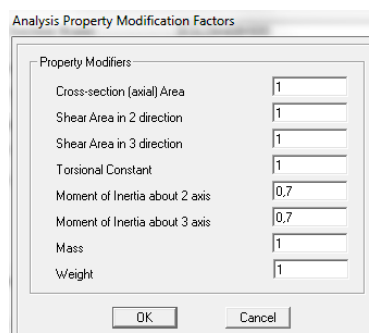 Analysis Property Modification Factors
Property Modifiers
Cross-section (axial) Area 1
Shear Area in 2 direction 1
Shear Area in 3 direction 1
Torsional Constant 1
Moment of Inertia about 2 axis 0,7
Moment of Inertia about 3 axis 0,7
Mass 1
Weight 1
OK Cancel